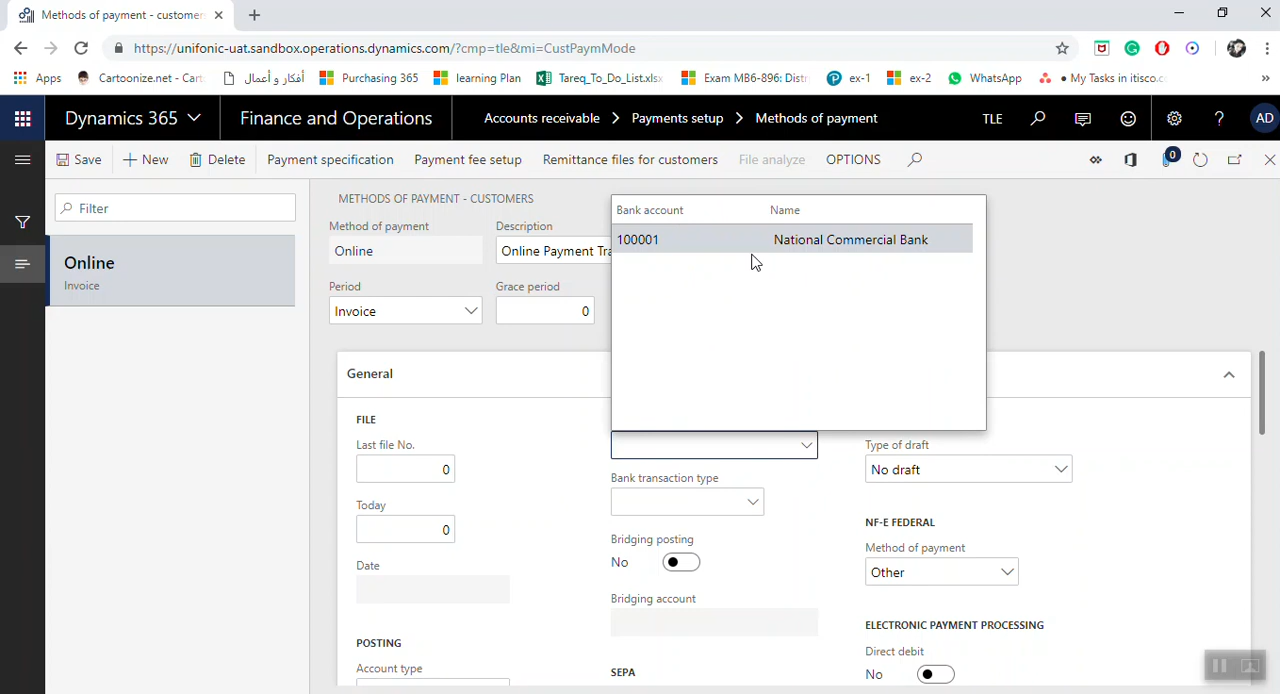 Methods of payment - customer
https://unifonic-uat.sandbox.operations.dynamics.com/?cmp=tle&mi=CustPaymMode
Apps
Cartoonize.net - Cart
أفكار و أعمال
Purchasing 365
learning Plan
Tareq_To_Do_List.xlsx
Exam MB6-896: Distr
ex-1
ex-2
WhatsApp
• My Tasks in itisco.c
»
Dynamics 365
Finance and Operations
Accounts receivable > Payments setup > Methods of payment
TLE
?
AD
Save
New
Delete
Payment specification
Payment fee setup
Remittance files for customers
File analyze
OPTIONS
0
Filter
Online
Invoice
METHODS OF PAYMENT - CUSTOMERS
Method of payment
Online
Description
Online Payment Tra
Period
Invoice
Grace period
0
Bank account Name
100001 National Commercial Bank
General
FILE
Last file No.
0
Today
0
Date
POSTING
Account type
Bank transaction type
Bridging posting
No
Bridging account
SEPA
Type of draft
No draft
NF-E FEDERAL
Method of payment
Other
ELECTRONIC PAYMENT PROCESSING
Direct debit
No